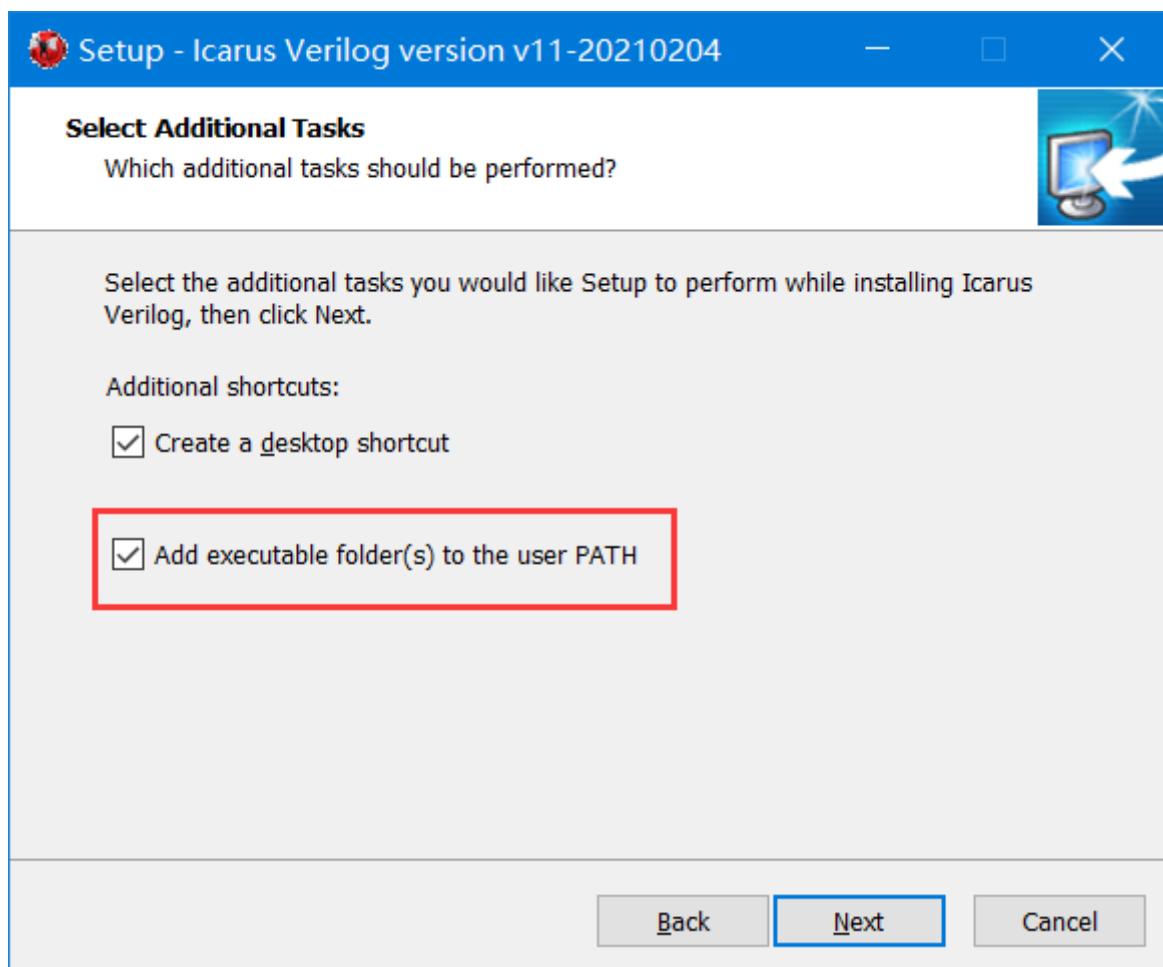 Setup - Icarus Verilog version v11-20210204
Select Additional Tasks
Which additional tasks should be performed?
Select the additional tasks you would like Setup to perform while installing Icarus
Verilog, then click Next.
Additional shortcuts:
Create a desktop shortcut
Add executable folder(s) to the user PATH
Back Next Cancel